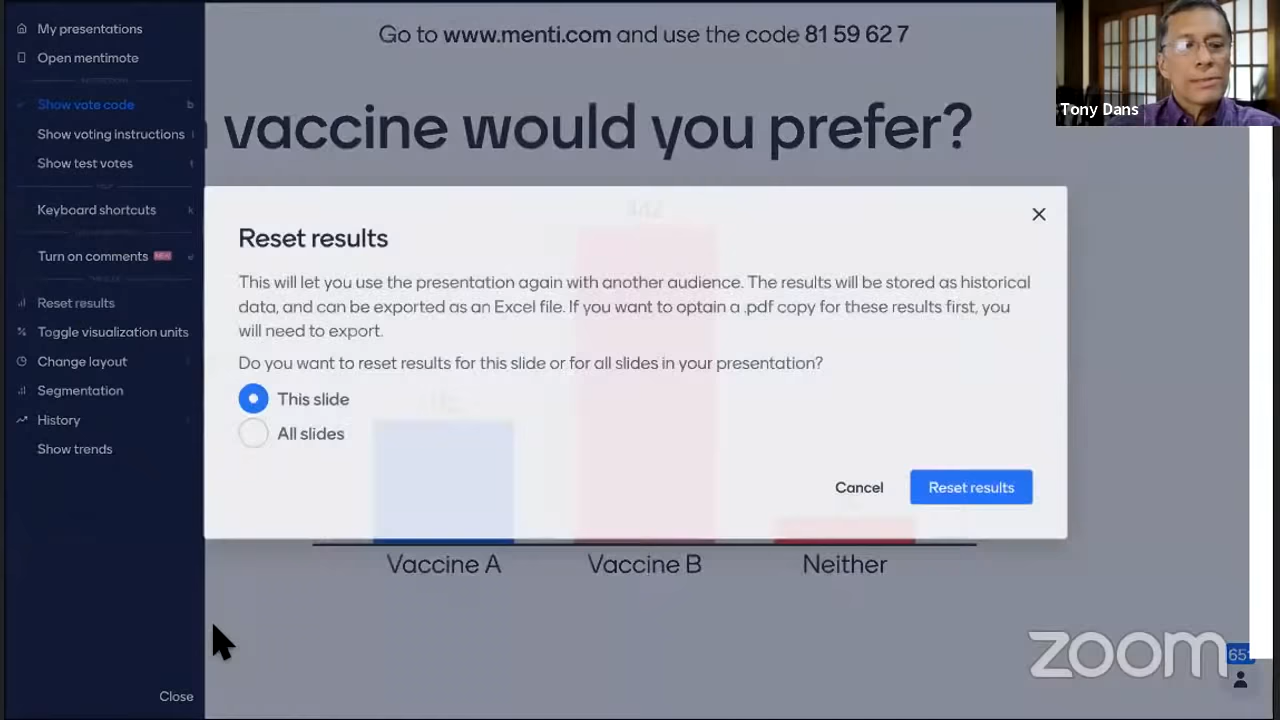 My presentations
Open mentimote
Show vote code
b
Show voting instructions
Show test votes
t
Keyboard shortcuts
k
Turn on comments NEW
Reset results
Toggle visualization units
Change layout
Segmentation
History
Show trends
Close
Go to www.menti.com and use the code 81 59 62 7
vaccine would you prefer?
Tony Dans
Reset results
This will let you use the presentation again with another audience. The results will be stored as historical
data, and can be exported as an Excel file. If you want to optain a .pdf copy for these results first, you
will need to export.
Do you want to reset results for this slide or for all slides in your presentation?
This slide
All slides
Cancel
Reset results
Vaccine A
Vaccine B
Neither
zoom